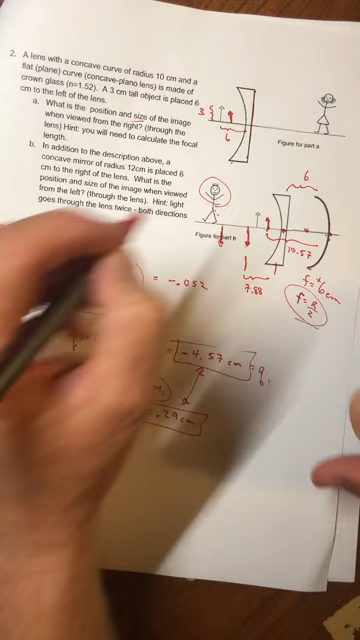 2. A lens with a concave curve of radius 10 cm and a
flat (plane) curve (concave-plano lens) is made of
crown glass (n=1.52). A 3 cm tall object is placed 6
cm to the left of the lens.
a. What is the position and size of the image
when viewed from the right? (through the
lens) Hint: you will need to calculate the focal
length.
b. In addition to the description above, a
concave mirror of radius 12cm is placed 6
cm to the right of the lens. What is the
position and size of the image when viewed
from the left? (through the lens). Hint: light
goes through the lens twice - both directions
3
6
Figure for part a
6
Figure for part b
10.57
7.88
f = +6cm
f = R/2
= -.052
= -4.57 cm = q1
.29cm